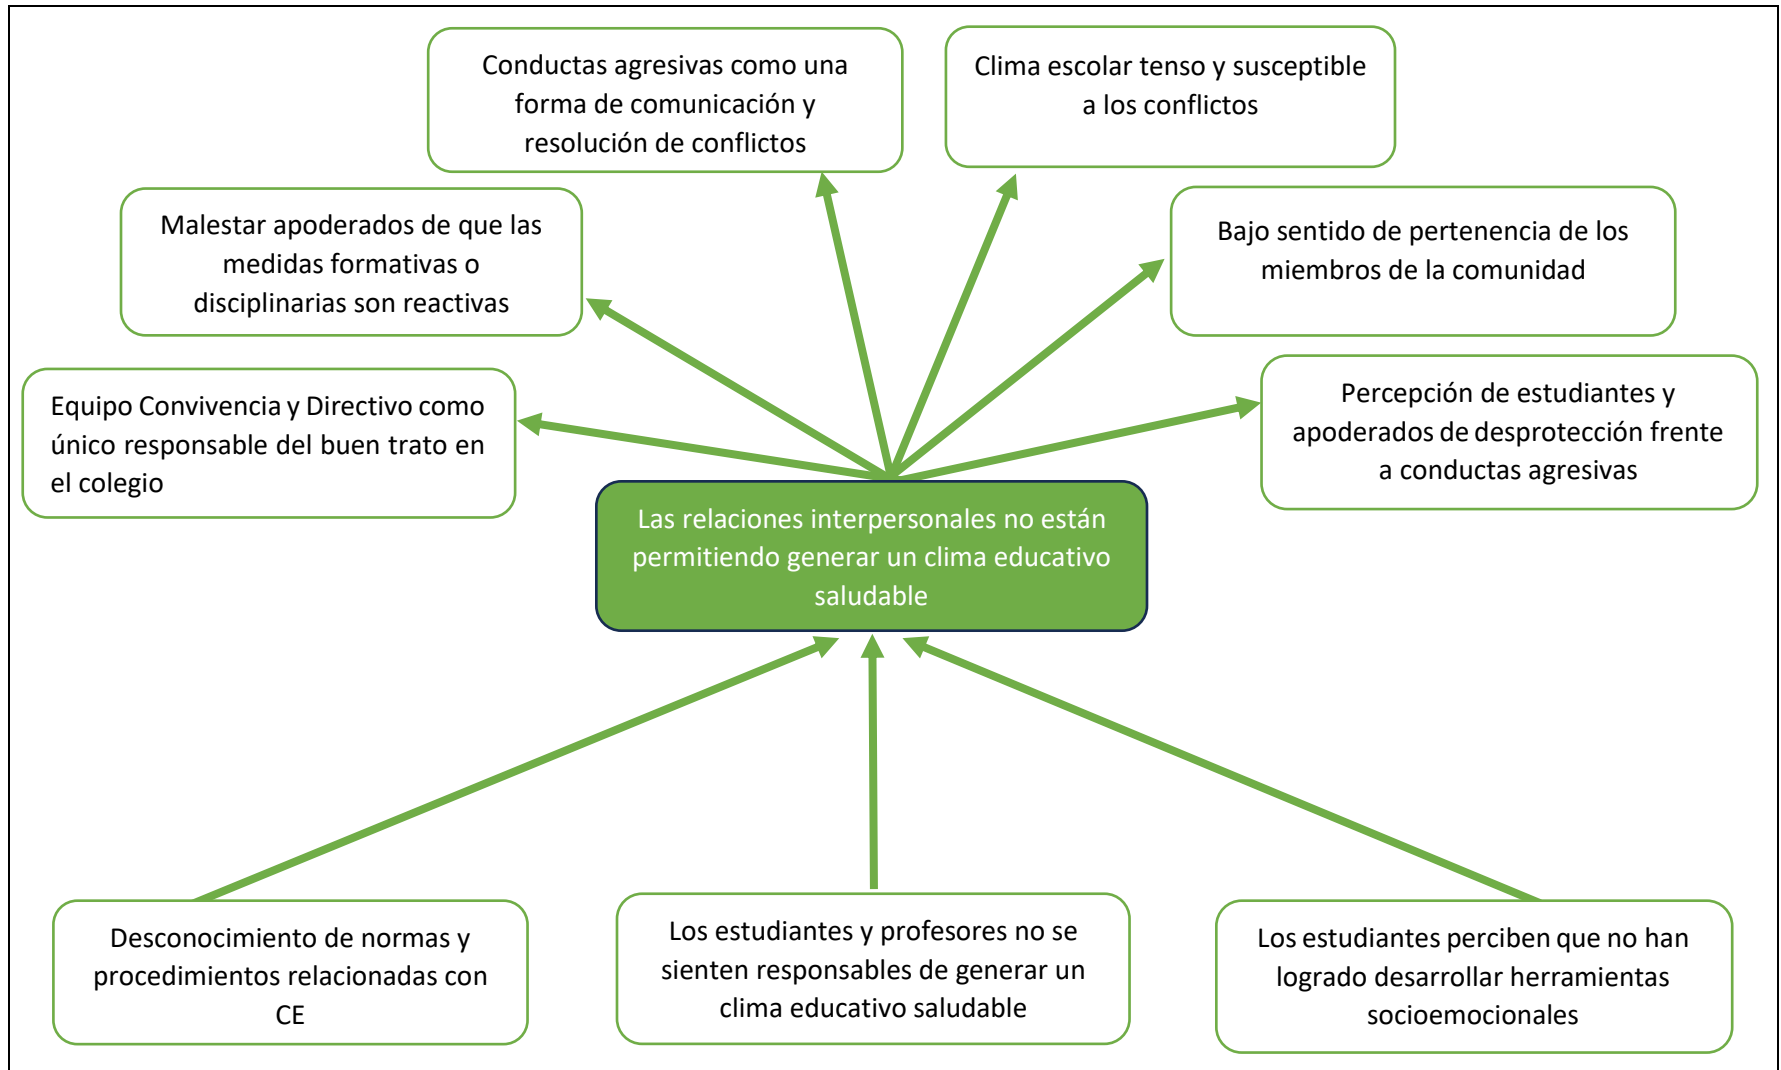 Conductas agresivas como una
forma de comunicación y
resolución de conflictos
Clima escolar tenso y susceptible
a los conflictos
Malestar apoderados de que las
medidas formativas o
disciplinarias son reactivas
Bajo sentido de pertenencia de los
miembros de la comunidad
Equipo Convivencia y Directivo como
único responsable del buen trato en
el colegio
Percepción de estudiantes y
apoderados de desprotección frente
a conductas agresivas
Las relaciones interpersonales no están
permitiendo generar un clima educativo
saludable
Desconocimiento de normas y
procedimientos relacionadas con
CE
Los estudiantes y profesores no se
sienten responsables de generar un
clima educativo saludable
Los estudiantes perciben que no han
logrado desarrollar herramientas
socioemocionales